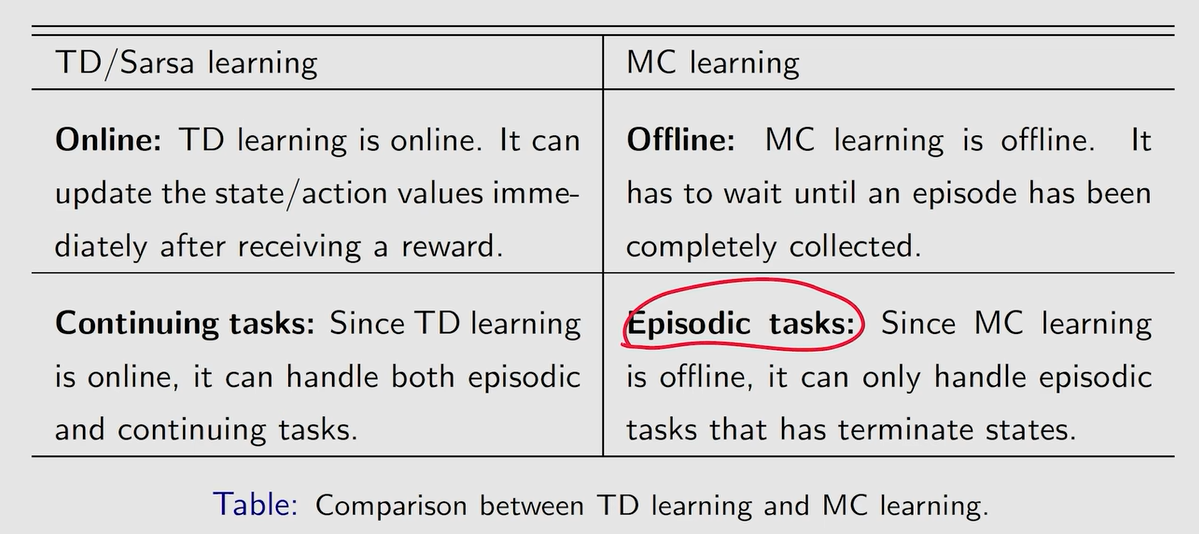 TD/Sarsa learning
MC learning
Online: TD learning is online. It can
update the state/action values imme-
diately after receiving a reward.
Offline: MC learning is offline. It
has to wait until an episode has been
completely collected.
Continuing tasks: Since TD learning
is online, it can handle both episodic
and continuing tasks.
Episodic tasks: Since MC learning
is offline, it can only handle episodic
tasks that has terminate states.
Table: Comparison between TD learning and MC learning.